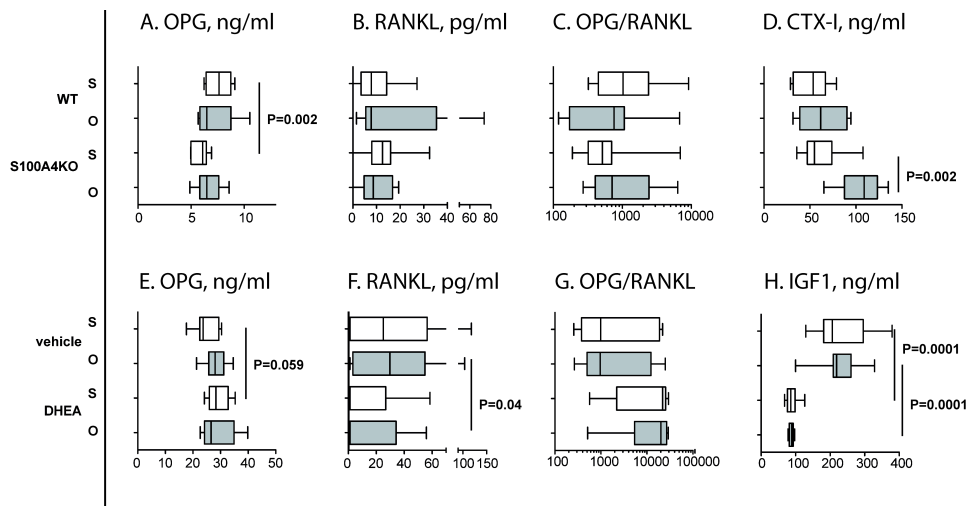 A. OPG, ng/ml B. RANKL, pg/ml C. OPG/RANKL D. CTX-I, ng/ml
WT S
O
P=0.002
S100A4KO S
O
P=0.002
0 5 10 0 10 20 30 40 60 80 100 1000 10000 0 50 100 150
E. OPG, ng/ml F. RANKL, pg/ml G. OPG/RANKL H. IGF1, ng/ml
vehicle S
O
P=0.059
P=0.0001
DHEA S
O
P=0.04
P=0.0001
0 10 20 30 40 50 0 20 40 60 100 150 100 1000 10000 100000 0 100 200 300 400